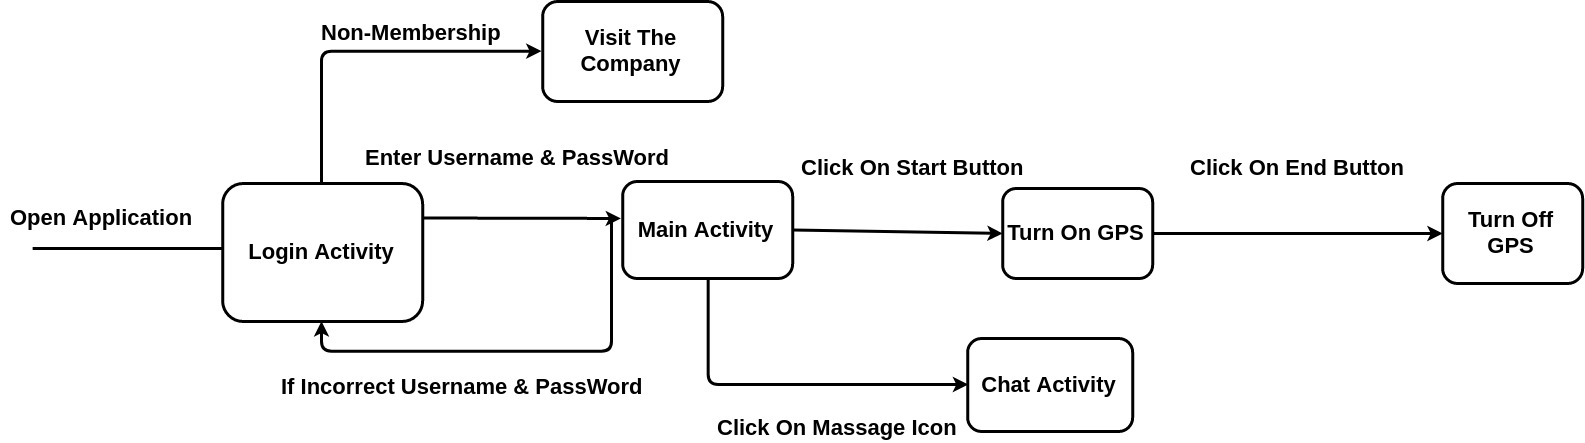 Non-Membership
Visit The
Company
Enter Username & PassWord
Click On Start Button
Click On End Button
Open Application
Login Activity
Main Activity
Turn On GPS
Turn Off
GPS
If Incorrect Username & PassWord
Chat Activity
Click On Massage Icon